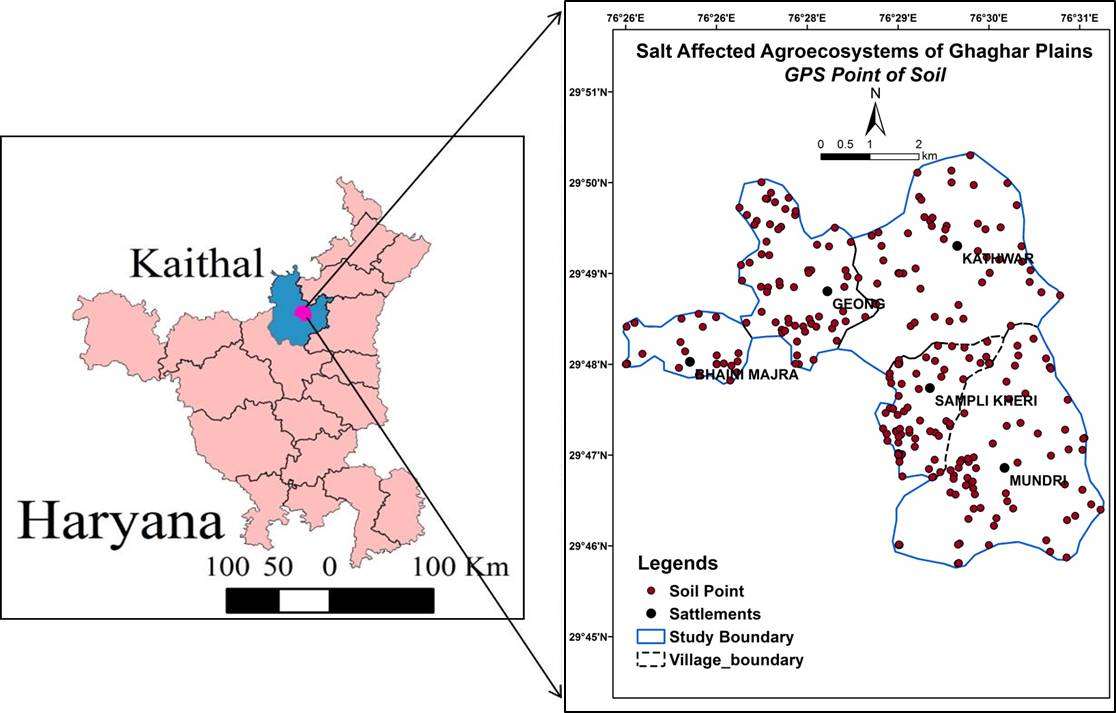 Kaithal
Haryana
100 50 0 100 Km
76°26'E 76°26'E 76°28'E 76°29'E 76°30'E 76°31'E
Salt Affected Agroecosystems of Ghaghar Plains
GPS Point of Soil
N
0 0.5 1 2
km
29°51'N
29°50'N
29°49'N
29°48'N
29°47'N
29°46'N
29°45'N
KATHWAR
GEONG
BHAINI MAJRA
SAMPLI KHERI
MUNDRI
Legends
Soil Point
Sattlements
Study Boundary
Village_boundary